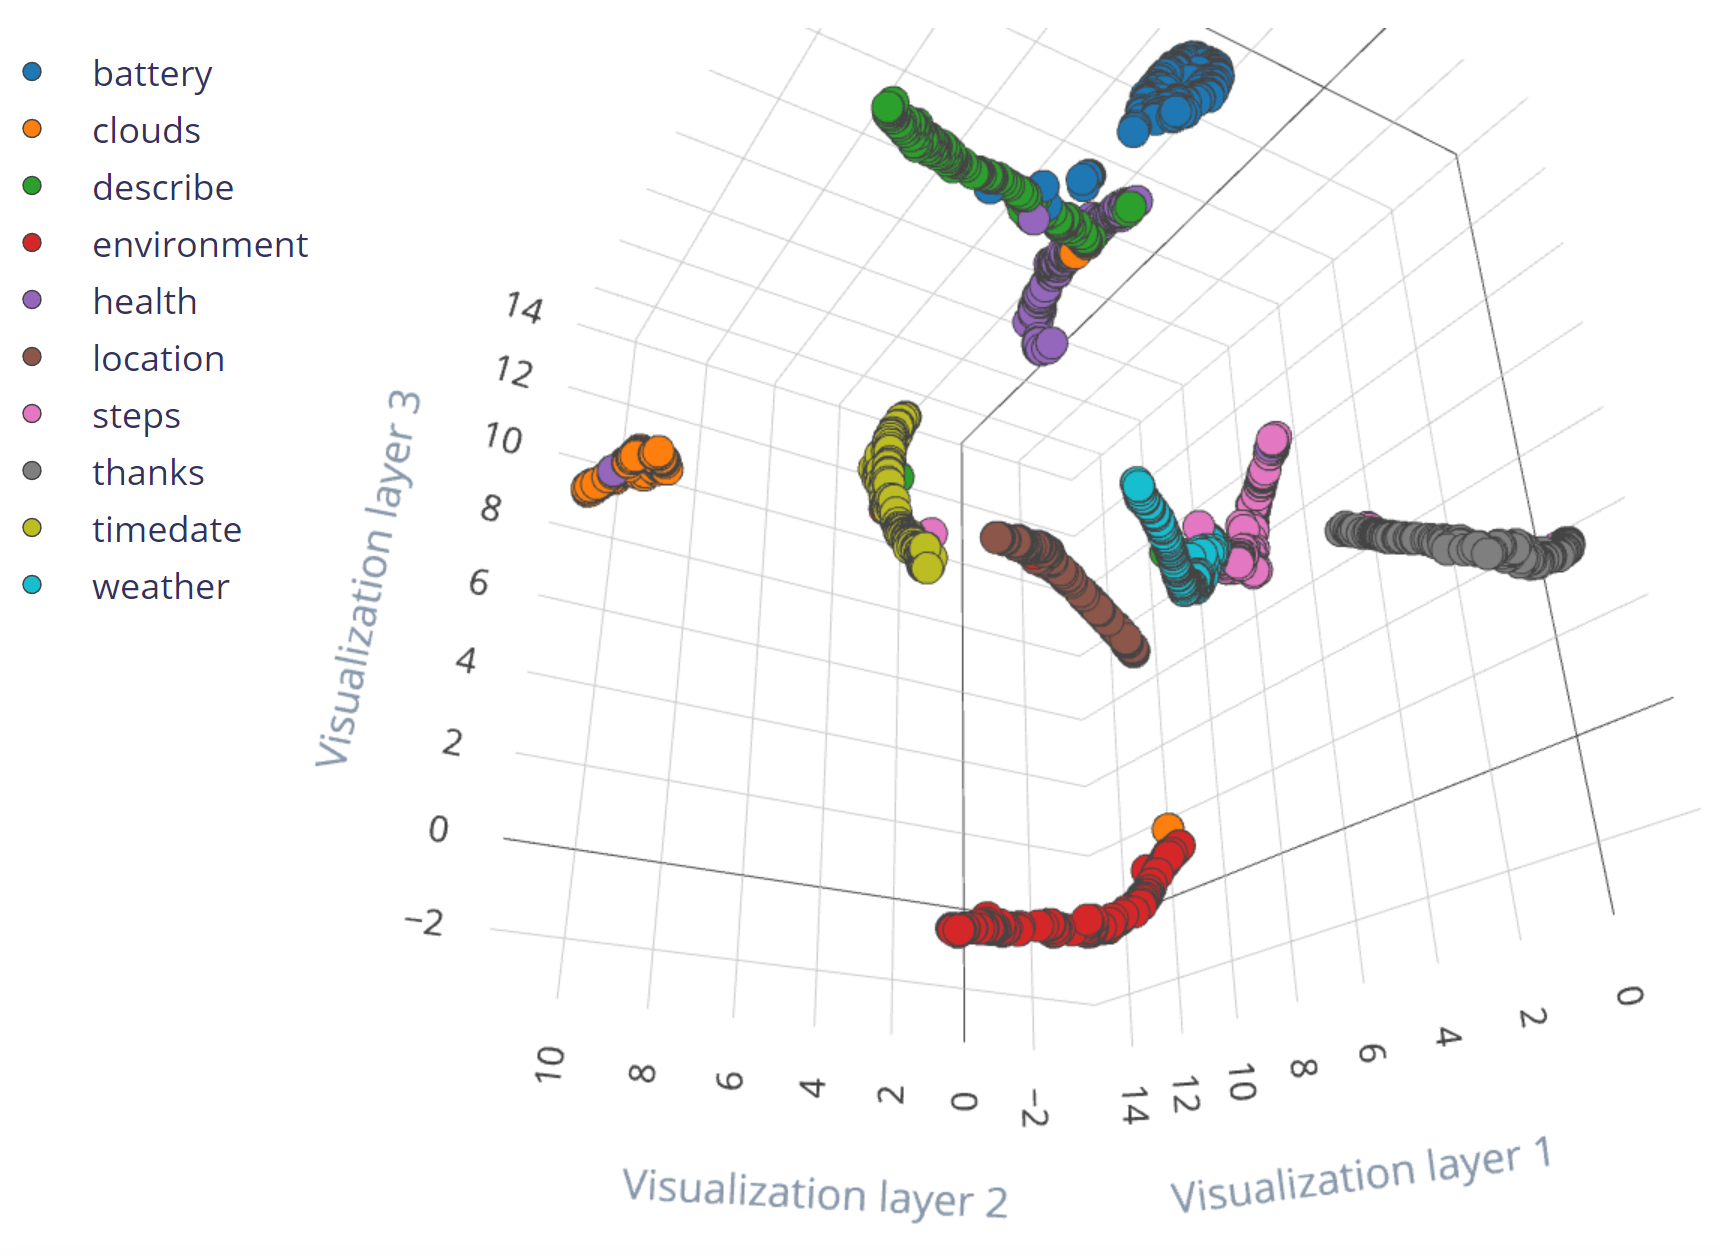 battery
clouds
describe
environment
health
location
steps
thanks
timedate
weather
14
12
10
8
6
4
2
0
−2
Visualization layer 3
10
8
6
4
2
0
−2
Visualization layer 2
14
12
10
8
6
4
2
0
Visualization layer 1